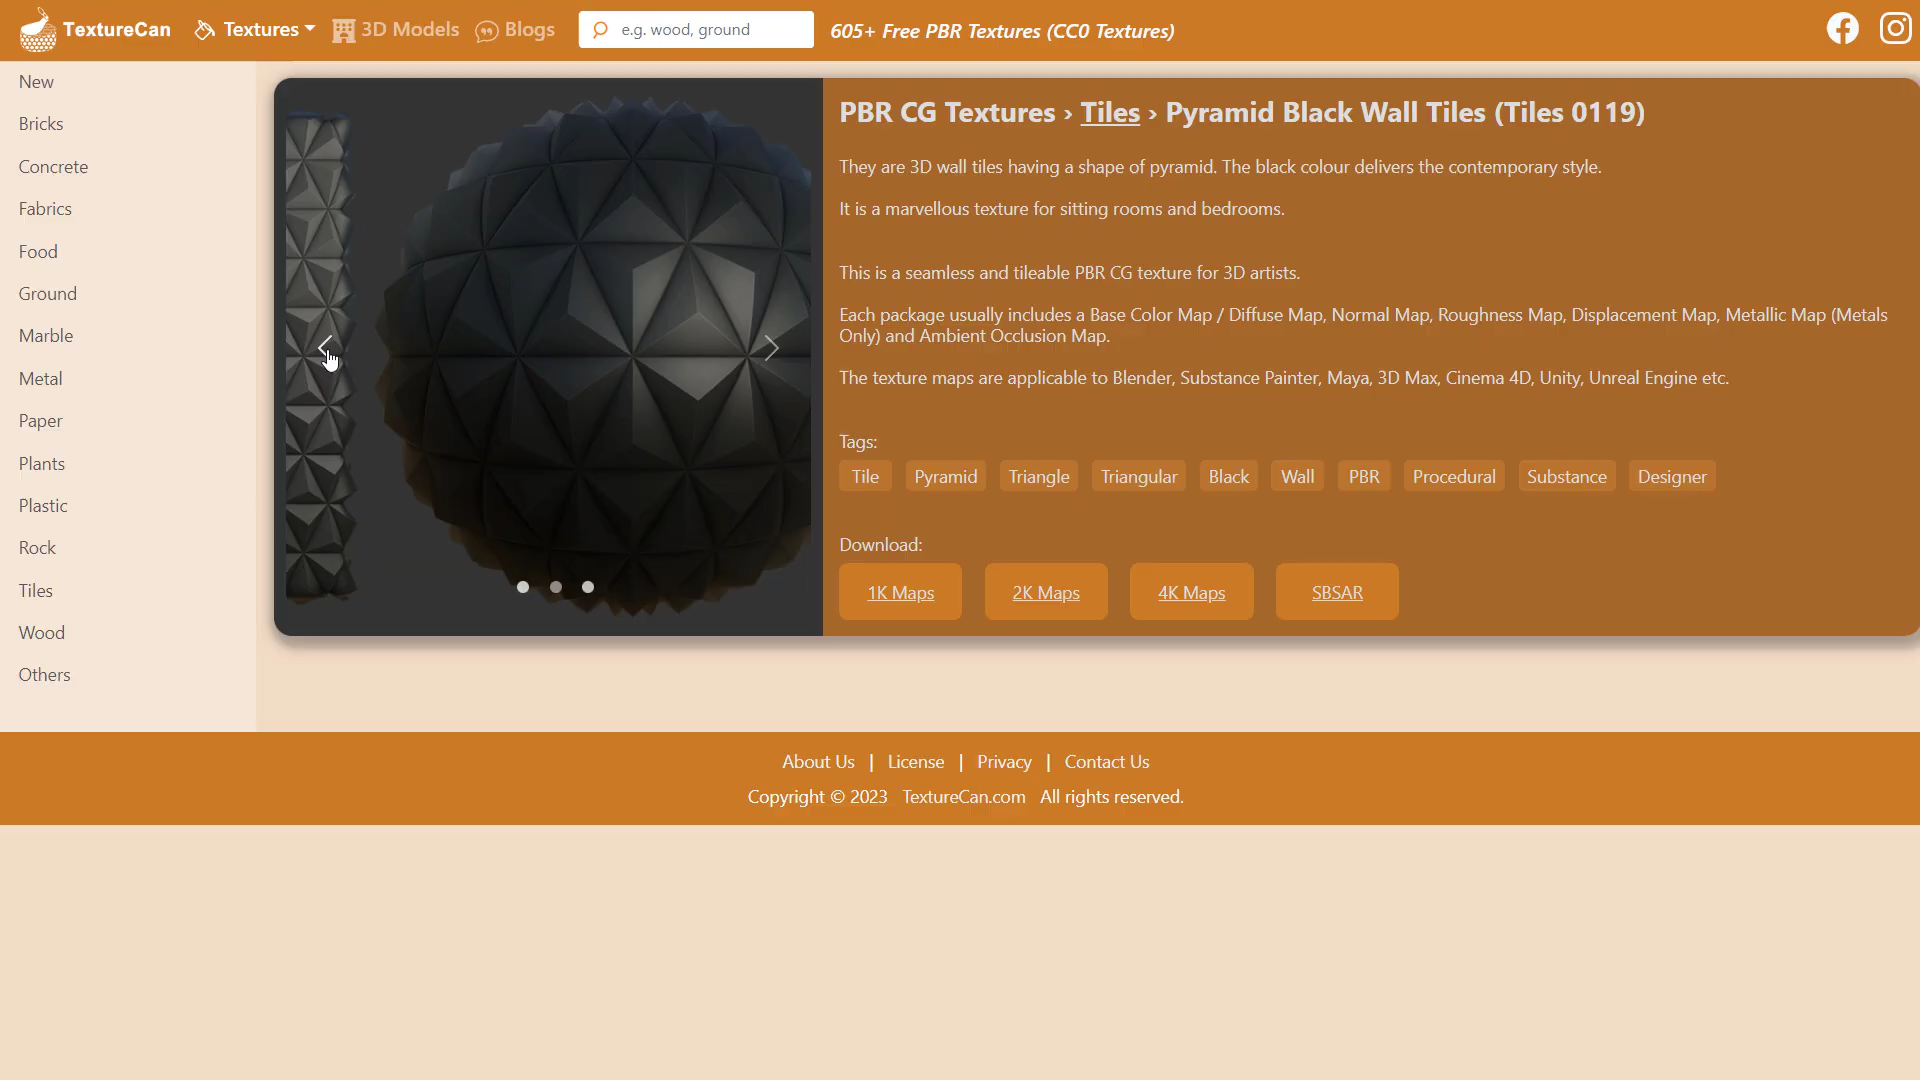 TextureCan Textures 3D Models Blogs e.g. wood, ground 605+ Free PBR Textures (CC0 Textures)
New
Bricks
Concrete
Fabrics
Food
Ground
Marble
Metal
Paper
Plants
Plastic
Rock
Tiles
Wood
Others
PBR CG Textures › Tiles › Pyramid Black Wall Tiles (Tiles 0119)
They are 3D wall tiles having a shape of pyramid. The black colour delivers the contemporary style.
It is a marvellous texture for sitting rooms and bedrooms.
This is a seamless and tileable PBR CG texture for 3D artists.
Each package usually includes a Base Color Map / Diffuse Map, Normal Map, Roughness Map, Displacement Map, Metallic Map (Metals
Only) and Ambient Occlusion Map.
The texture maps are applicable to Blender, Substance Painter, Maya, 3D Max, Cinema 4D, Unity, Unreal Engine etc.
Tags:
Tile Pyramid Triangle Triangular Black Wall PBR Procedural Substance Designer
Download:
1K Maps 2K Maps 4K Maps SBSAR
About Us | License | Privacy | Contact Us
Copyright © 2023 TextureCan.com All rights reserved.